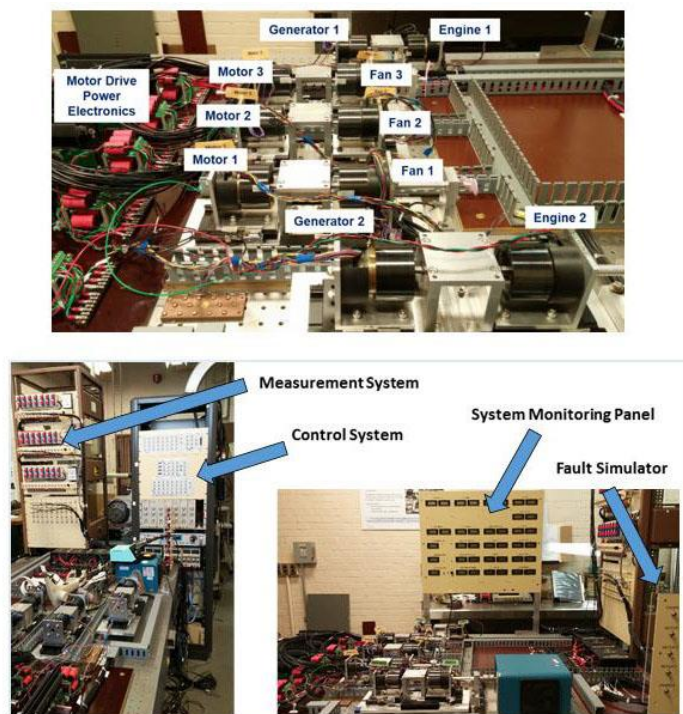 Generator 1
Engine 1
Motor 3
Fan 3
Motor Drive
Power
Electronics
Motor 2
Fan 2
Motor 1
Fan 1
Generator 2
Engine 2
Measurement System
Control System
System Monitoring Panel
Fault Simulator